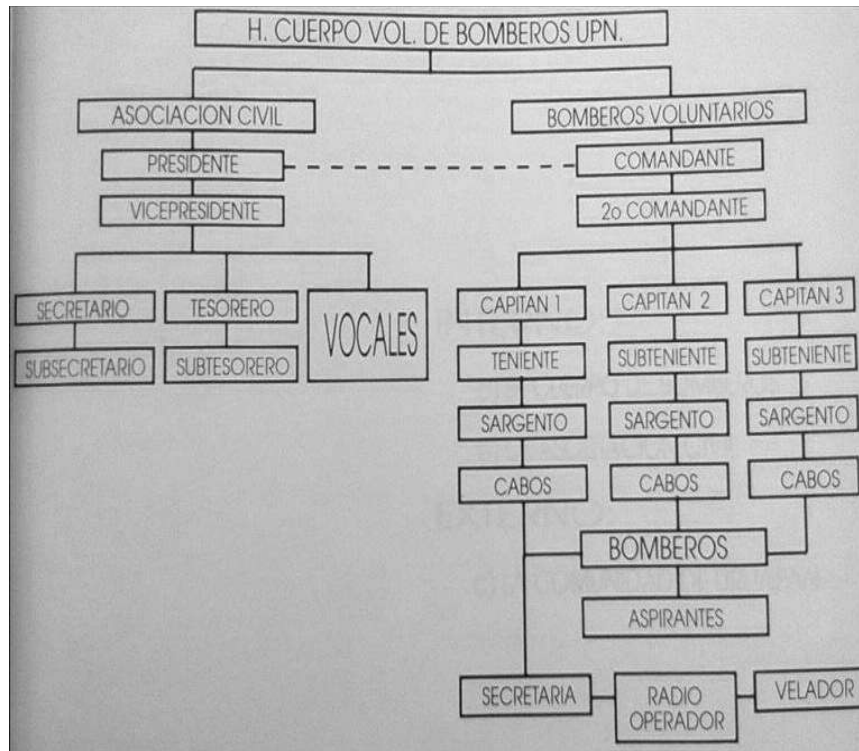 H. CUERPO VOL. DE BOMBEROS UPN.
ASOCIACION CIVIL
BOMBEROS VOLUNTARIOS
PRESIDENTE
COMANDANTE
VICEPRESIDENTE
2o COMANDANTE
SECRETARIO
TESORERO
VOCALES
CAPITAN 1
CAPITAN 2
CAPITAN 3
SUBSECRETARIO
SUBTESORERO
TENIENTE
SUBTENIENTE
SUBTENIENTE
SARGENTO
SARGENTO
SARGENTO
CABOS
CABOS
CABOS
BOMBEROS
ASPIRANTES
SECRETARIA
RADIO
OPERADOR
VELADOR